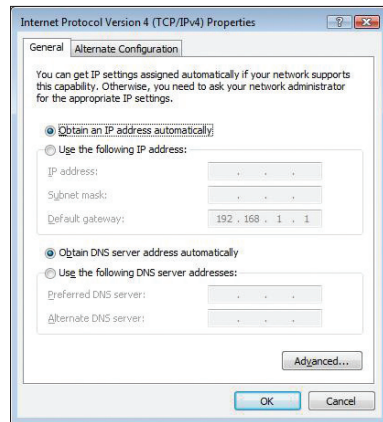 Internet Protocol Version 4 (TCP/IPv4) Properties
General Alternate Configuration
You can get IP settings assigned automatically if your network supports
this capability. Otherwise, you need to ask your network administrator
for the appropriate IP settings.
Obtain an IP address automatically
Use the following IP address:
IP address:
Subnet mask:
Default gateway: 192 . 168 . 1 . 1
Obtain DNS server address automatically
Use the following DNS server addresses:
Preferred DNS server:
Alternate DNS server:
Advanced...
OK Cancel